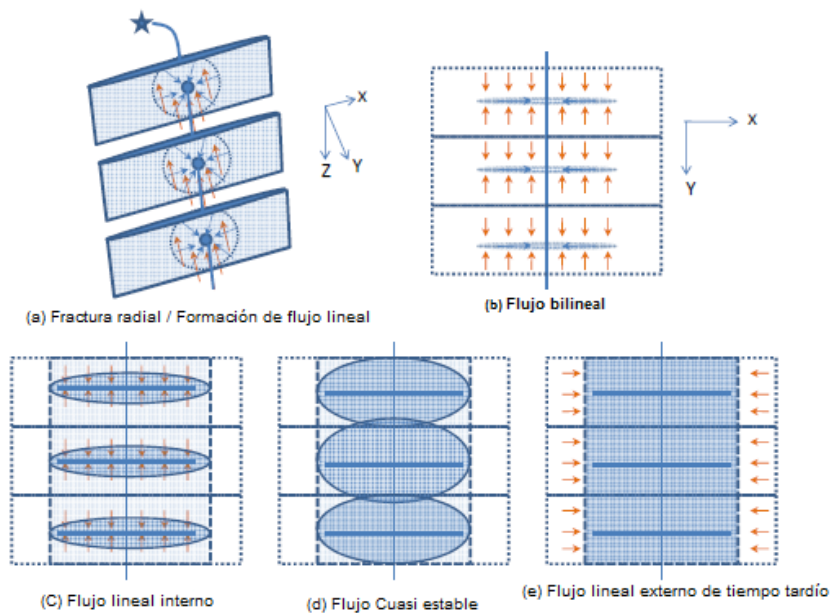 X
Z
Y
(a) Fractura radial / Formación de flujo lineal
X
Y
(b) Flujo bilineal
(C) Flujo lineal interno
(d) Flujo Cuasi estable
(e) Flujo lineal externo de tiempo tardío